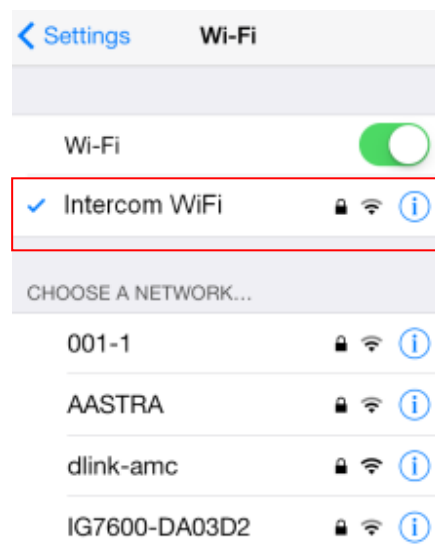 Settings Wi-Fi
Wi-Fi
Intercom WiFi
CHOOSE A NETWORK...
001-1
AASTRA
dlink-amc
IG7600-DA03D2